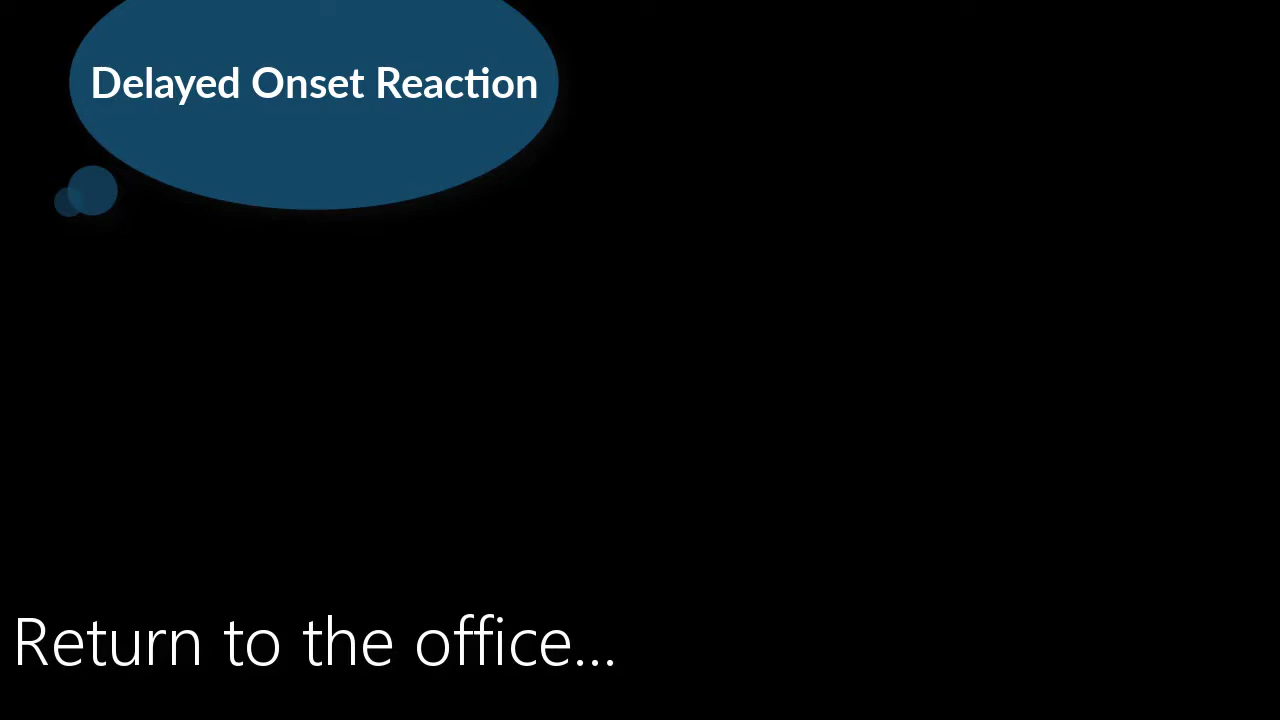 Delayed Onset Reaction
Return to the office...